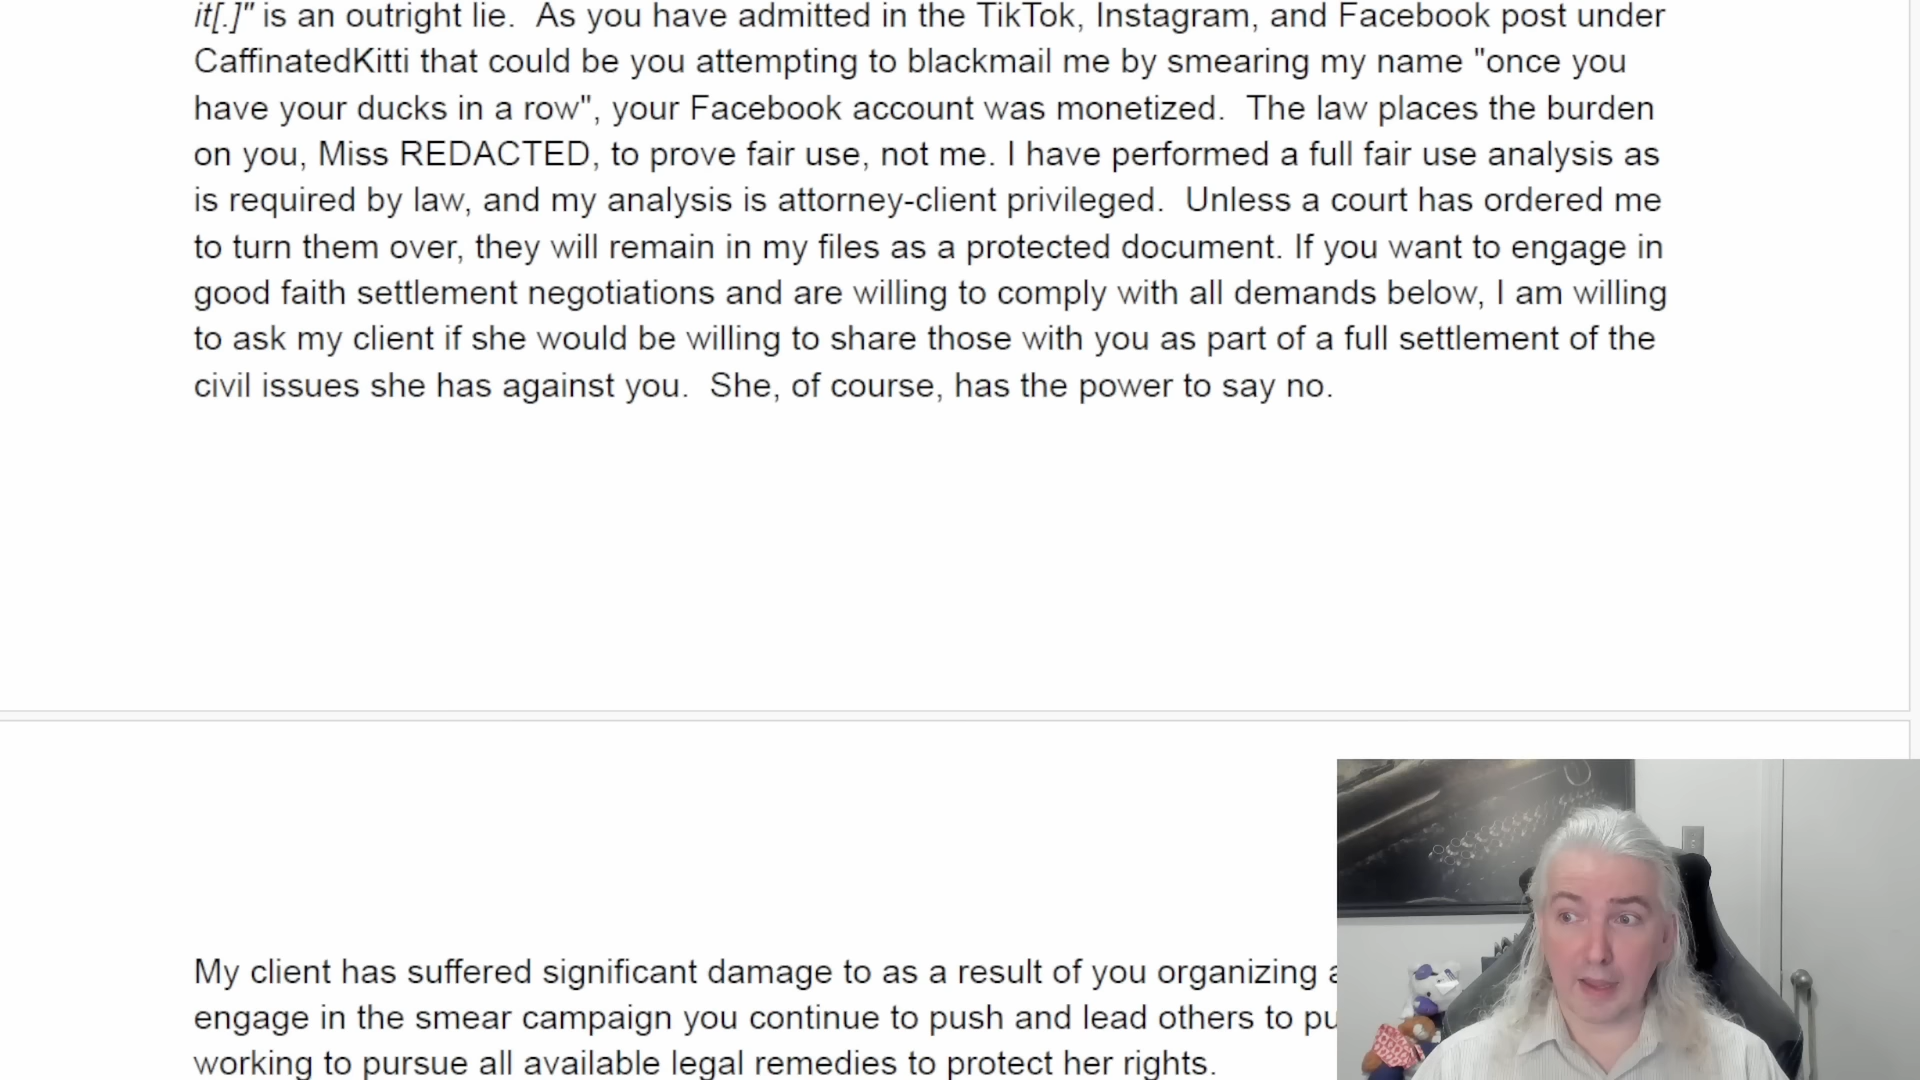 it[.]" is an outright lie.  As you have admitted in the TikTok, Instagram, and Facebook post under
CaffinatedKitti that could be you attempting to blackmail me by smearing my name "once you
have your ducks in a row", your Facebook account was monetized.  The law places the burden
on you, Miss REDACTED, to prove fair use, not me. I have performed a full fair use analysis as
is required by law, and my analysis is attorney-client privileged.  Unless a court has ordered me
to turn them over, they will remain in my files as a protected document. If you want to engage in
good faith settlement negotiations and are willing to comply with all demands below, I am willing
to ask my client if she would be willing to share those with you as part of a full settlement of the
civil issues she has against you.  She, of course, has the power to say no.
My client has suffered significant damage to as a result of you organizing
engage in the smear campaign you continue to push and lead others to
working to pursue all available legal remedies to protect her rights.